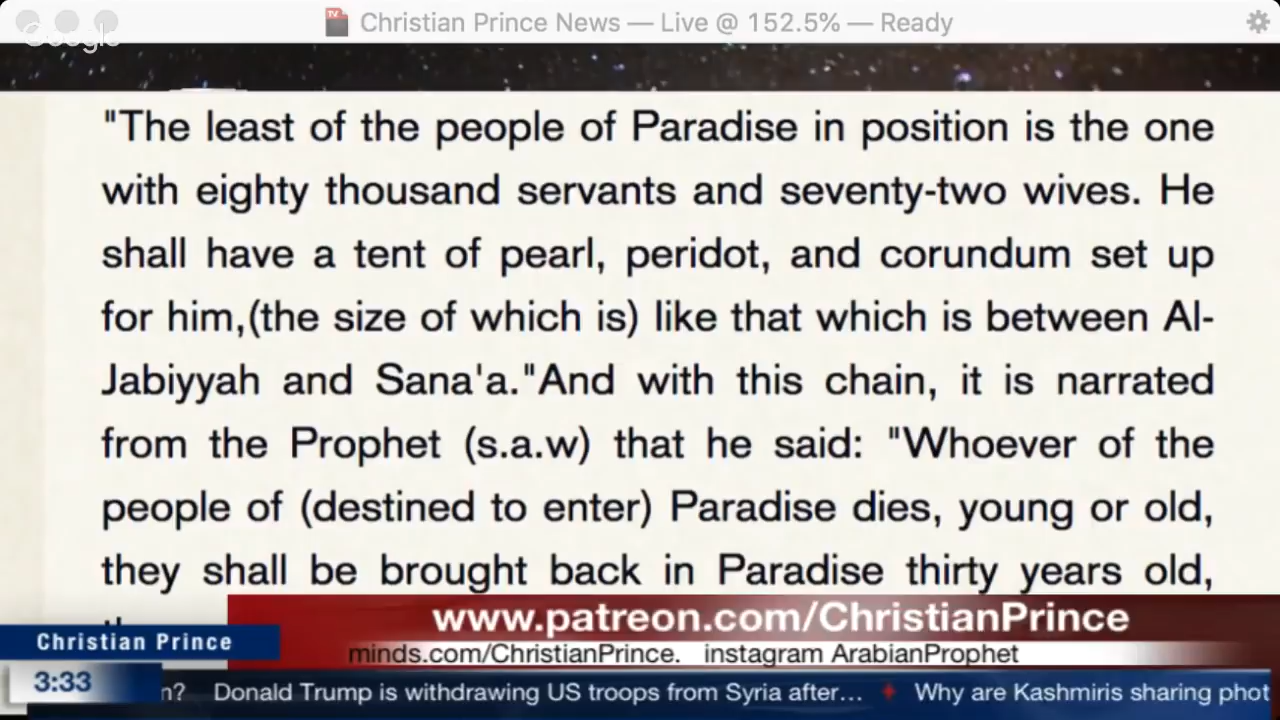 Christian Prince News — Live @ 152.5% — Ready
Google
"The least of the people of Paradise in position is the one
with eighty thousand servants and seventy-two wives. He
shall have a tent of pearl, peridot, and corundum set up
for him,(the size of which is) like that which is between Al-
Jabiyyah and Sana'a."And with this chain, it is narrated
from the Prophet (s.a.w) that he said: "Whoever of the
people of (destined to enter) Paradise dies, young or old,
they shall be brought back in Paradise thirty years old,
www.patreon.com/ChristianPrince
Christian Prince
minds.com/ChristianPrince. instagram ArabianProphet
3:33
n? Donald Trump is withdrawing US troops from Syria after... Why are Kashmiris sharing phot